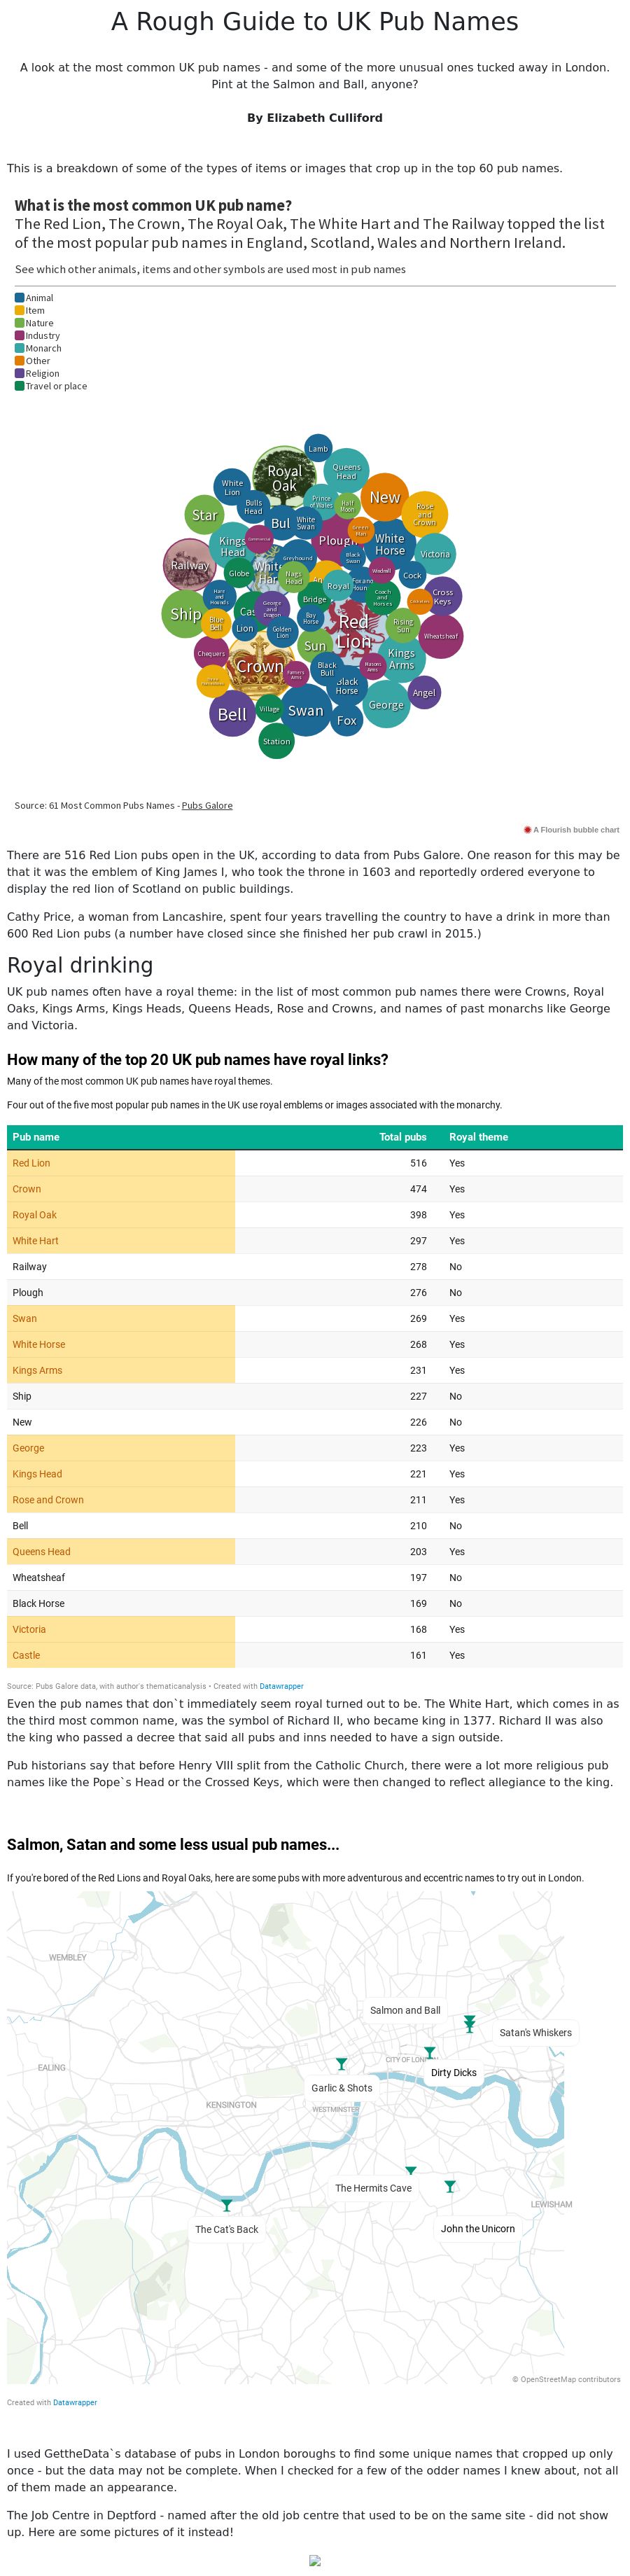 A Rough Guide to UK Pub Names
A look at the most common UK pub names - and some of the more unusual ones tucked away in London.
Pint at the Salmon and Ball, anyone?
By Elizabeth Culliford
This is a breakdown of some of the types of items or images that crop up in the top 60 pub names.
What is the most common UK pub name?
The Red Lion, The Crown, The Royal Oak, The White Hart and The Railway topped the list
of the most popular pub names in England, Scotland, Wales and Northern Ireland.
See which other animals, items and other symbols are used most in pub names
Animal
Item
Nature
Industry
Monarch
Other
Religion
Travel or place
Lamb
Queens
Head
Royal
Oak
White
Lion
Bulls
Head
Prince
of Wales
Half
Moon
New
Rose
and
Crown
Star
Bul
White
Swan
Green
Man
Plough
White
Horse
Victoria
Kings
Head
Commercial
Greyhound
Black
Swan
Railway
Globe
White
Har
Nags
Head
Royal
Fox and
Houn
Windmill
Cock
Hare
and
Hounds
Coach
and
Horses
Cross
Keys
Ship
Cas
George
and
Dragon
Bridge
Bay
Horse
Red
Lion
Rising
Sun
Wheatsheaf
Blue
Bell
Lion
Golden
Lion
Sun
Chequers
Crown
Farmers
Arms
Black
Bull
Masons
Arms
Kings
Arms
Black
Horse
Angel
Bell
Village
Swan
Fox
George
Station
Source: 61 Most Common Pubs Names - Pubs Galore
A Flourish bubble chart
There are 516 Red Lion pubs open in the UK, according to data from Pubs Galore. One reason for this may be
that it was the emblem of King James I, who took the throne in 1603 and reportedly ordered everyone to
display the red lion of Scotland on public buildings.
Cathy Price, a woman from Lancashire, spent four years travelling the country to have a drink in more than
600 Red Lion pubs (a number have closed since she finished her pub crawl in 2015.)
Royal drinking
UK pub names often have a royal theme: in the list of most common pub names there were Crowns, Royal
Oaks, Kings Arms, Kings Heads, Queens Heads, Rose and Crowns, and names of past monarchs like George
and Victoria.
How many of the top 20 UK pub names have royal links?
Many of the most common UK pub names have royal themes.
Four out of the five most popular pub names in the UK use royal emblems or images associated with the monarchy.
Pub name Total pubs Royal theme
Red Lion 516 Yes
Crown 474 Yes
Royal Oak 398 Yes
White Hart 297 Yes
Railway 278 No
Plough 276 No
Swan 269 Yes
White Horse 268 Yes
Kings Arms 231 Yes
Ship 227 No
New 226 No
George 223 Yes
Kings Head 221 Yes
Rose and Crown 211 Yes
Bell 210 No
Queens Head 203 Yes
Wheatsheaf 197 No
Black Horse 169 No
Victoria 168 Yes
Castle 161 Yes
Source: Pubs Galore data, with author's thematicanalysis • Created with Datawrapper
Even the pub names that don`t immediately seem royal turned out to be. The White Hart, which comes in as
the third most common name, was the symbol of Richard II, who became king in 1377. Richard II was also
the king who passed a decree that said all pubs and inns needed to have a sign outside.
Pub historians say that before Henry VIII split from the Catholic Church, there were a lot more religious pub
names like the Pope`s Head or the Crossed Keys, which were then changed to reflect allegiance to the king.
Salmon, Satan and some less usual pub names...
If you're bored of the Red Lions and Royal Oaks, here are some pubs with more adventurous and eccentric names to try out in London.
WEMBLEY
Salmon and Ball
Satan's Whiskers
CITY OF LON
EALING
Dirty Dicks
Garlic & Shots
KENSINGTON
WESTMINSTER
The Hermits Cave
LEWISHAM
The Cat's Back
John the Unicorn
© OpenStreetMap contributors
Created with Datawrapper
I used GettheData`s database of pubs in London boroughs to find some unique names that cropped up only
once - but the data may not be complete. When I checked for a few of the odder names I knew about, not all
of them made an appearance.
The Job Centre in Deptford - named after the old job centre that used to be on the same site - did not show
up. Here are some pictures of it instead!